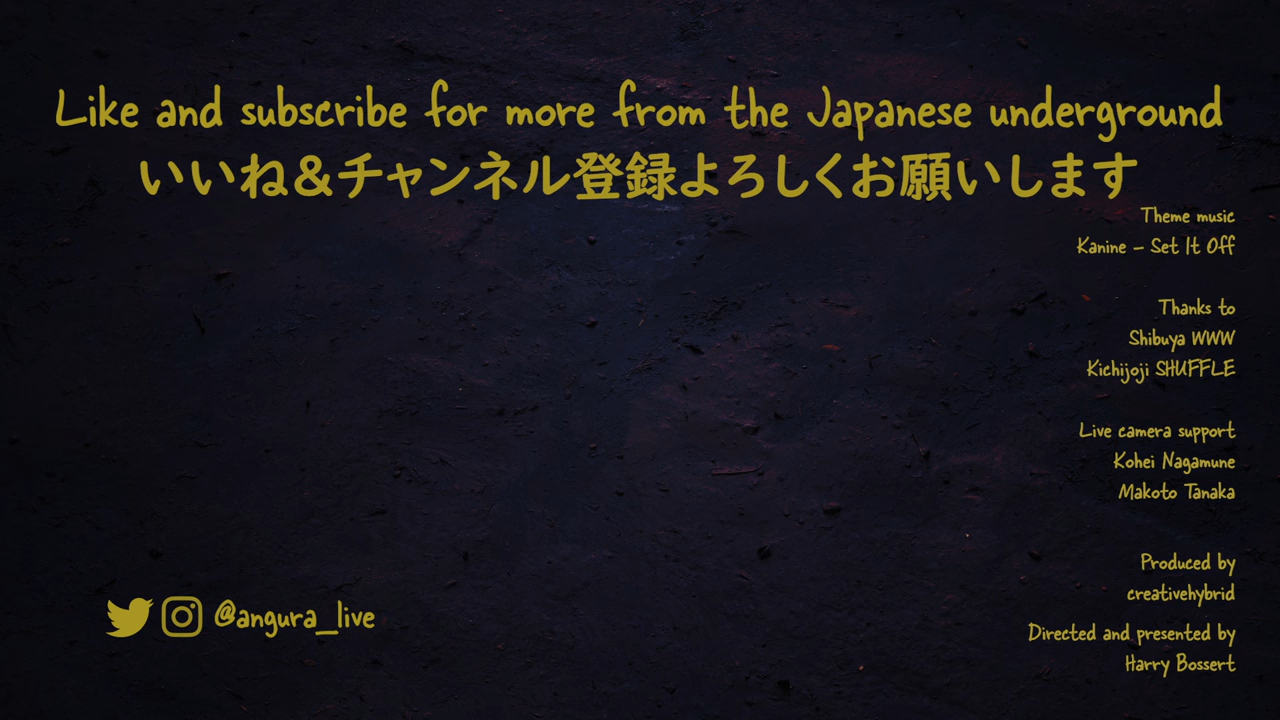 Like and subscribe for more from the Japanese underground
いいね&チャンネル登録よろしくお願いします
Theme music
Kanine – Set It Off
Thanks to
Shibuya WWW
Kichijoji SHUFFLE
Live camera support
Kohei Nagamune
Makoto Tanaka
Produced by
creativehybrid
Directed and presented by
Harry Bossert
@angura_live